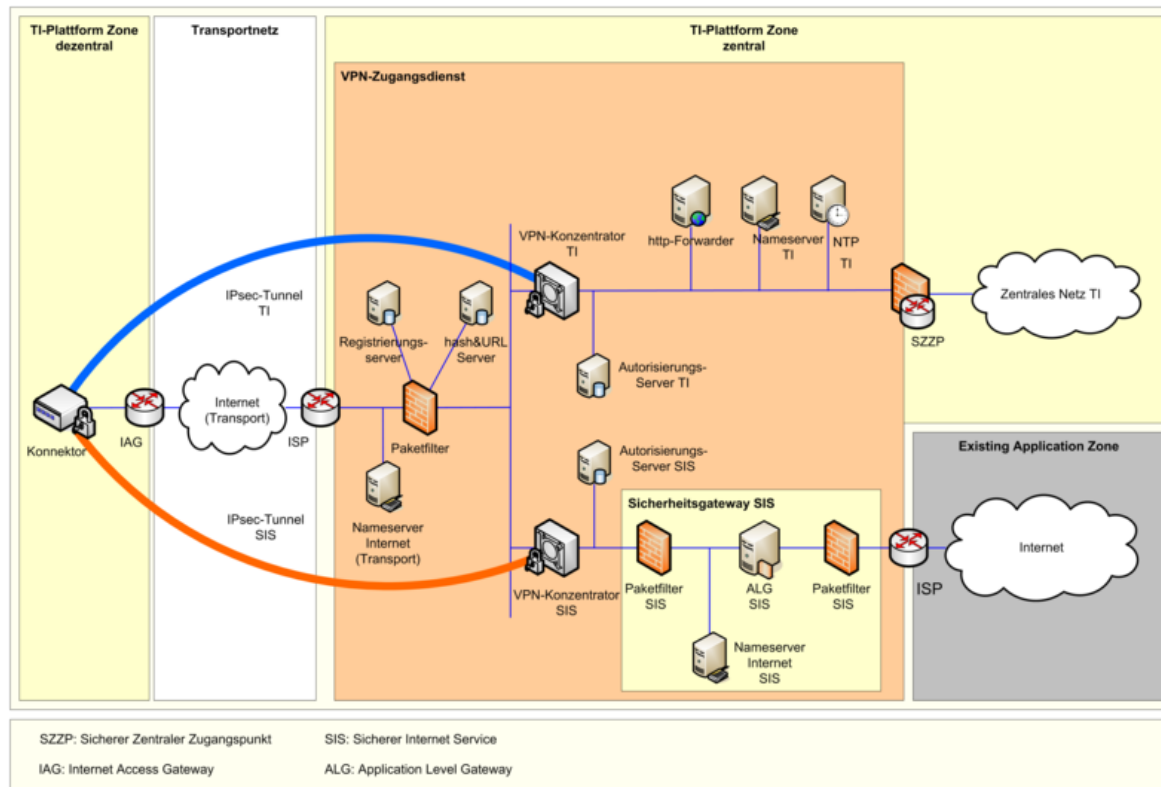 TI-Plattform Zone
dezentral
Transportnetz
TI-Plattform Zone
zentral
VPN-Zugangsdienst
VPN-Konzentrator
TI
http-Forwarder
Nameserver
TI
NTP
TI
IPsec-Tunnel
TI
Registrierungs-
server
hash&URL
Server
SZZP
Zentrales Netz TI
Autorisierungs-
Server TI
Internet
(Transport)
Konnektor
IAG
ISP
Paketfilter
Existing Application Zone
Autorisierungs-
Server SIS
IPsec-Tunnel
SIS
Nameserver
Internet
(Transport)
Sicherheitsgateway SIS
VPN-Konzentrator
SIS
Paketfilter
SIS
ALG
SIS
Paketfilter
SIS
ISP
Internet
Nameserver
Internet
SIS
SZZP: Sicherer Zentraler Zugangspunkt
SIS: Sicherer Internet Service
IAG: Internet Access Gateway
ALG: Application Level Gateway